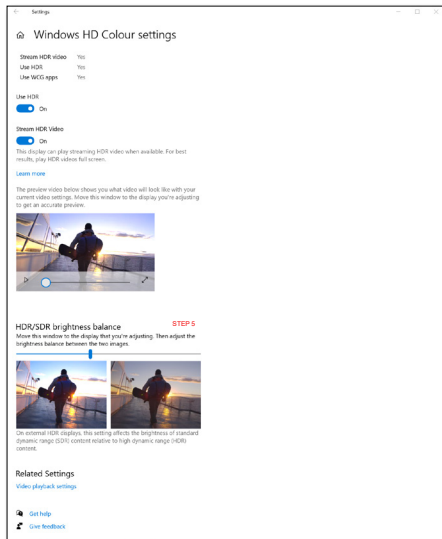 Settings
Windows HD Colour settings
Stream HDR video Yes
Use HDR Yes
Use WCG apps Yes
Use HDR
On
Stream HDR Video
On
This display can play streaming HDR video when available. For best
results, play HDR videos full screen.
Learn more
The preview video below shows you what video will look like with your
current video settings. Move this window to the display you're adjusting
to get an accurate preview.
HDR/SDR brightness balance
STEP 5
Move this window to the display that you're adjusting. Then adjust the
brightness balance between the two images.
On external HDR displays, this setting affects the brightness of standard
dynamic range (SDR) content relative to high dynamic range (HDR)
content.
Related Settings
Video playback settings
Get help
Give feedback